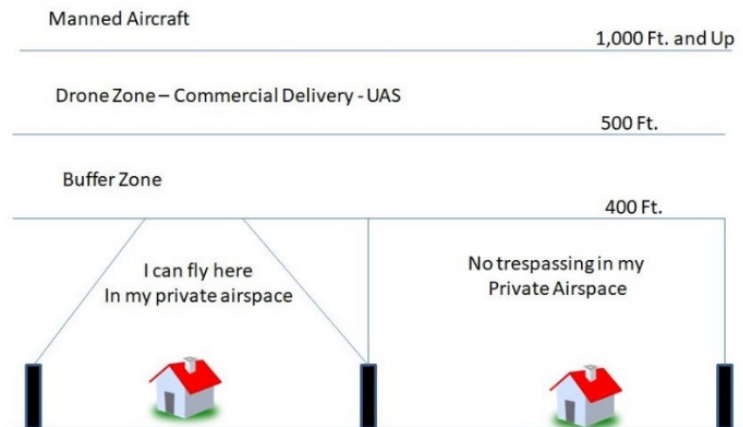 Manned Aircraft
1,000 Ft. and Up
Drone Zone – Commercial Delivery - UAS
500 Ft.
Buffer Zone
400 Ft.
I can fly here
In my private airspace
No trespassing in my
Private Airspace